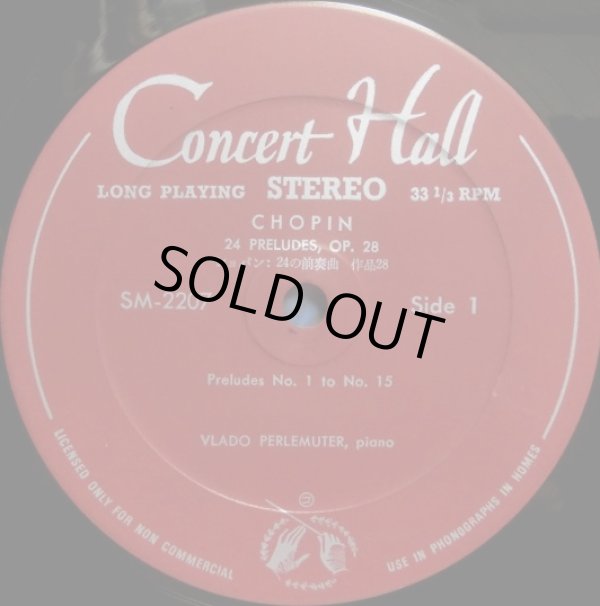 Concert Hall
LONG PLAYING STEREO 33 1/3 RPM
CHOPIN
24 PRELUDES, OP. 28
ショパン: 24の前奏曲 作品28
SM-2207 Side 1
SOLD OUT
Preludes No. 1 to No. 15
VLADO PERLEMUTER, piano
LICENSED ONLY FOR NON COMMERCIAL USE IN PHONOGRAPHS IN HOMES